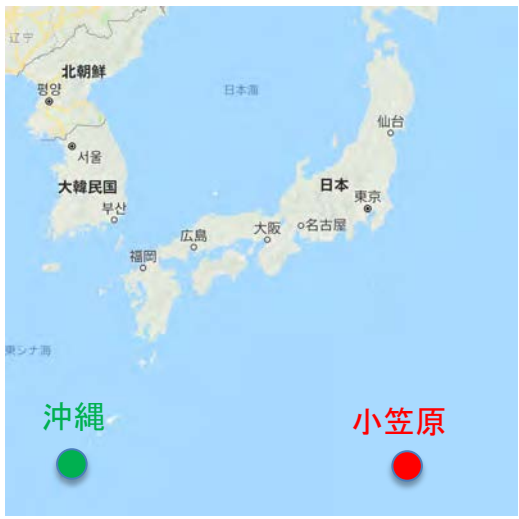 辽宁
北朝鮮
평양
日本海
仙台
서울
大韓民国
日本
東京
부산
広島
大阪
名古屋
福岡
東シナ海
沖縄
小笠原